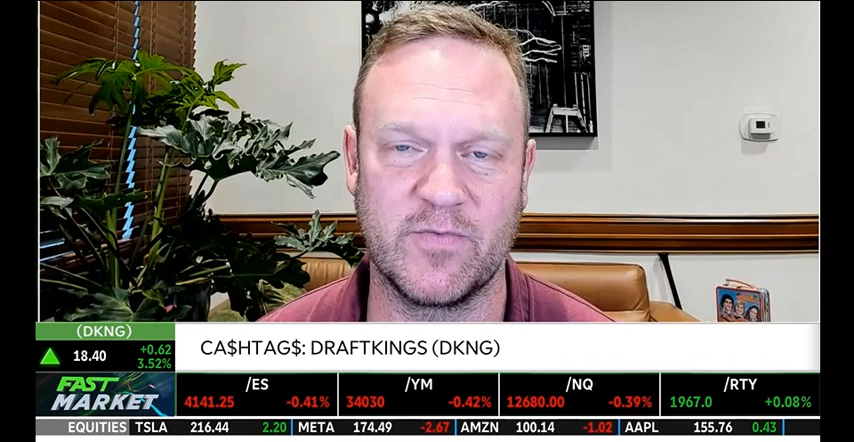 (DKNG)
18.40 +0.62
3.52%
CA$HTAG$: DRAFTKINGS (DKNG)
FAST
MARKET
/ES
4141.25 -0.41%
/YM
34030 -0.42%
/NQ
12680.00 -0.39%
/RTY
1967.0 +0.08%
EQUITIES TSLA 216.44 2.20 META 174.49 -2.67 AMZN 100.14 -1.02 AAPL 155.76 0.43